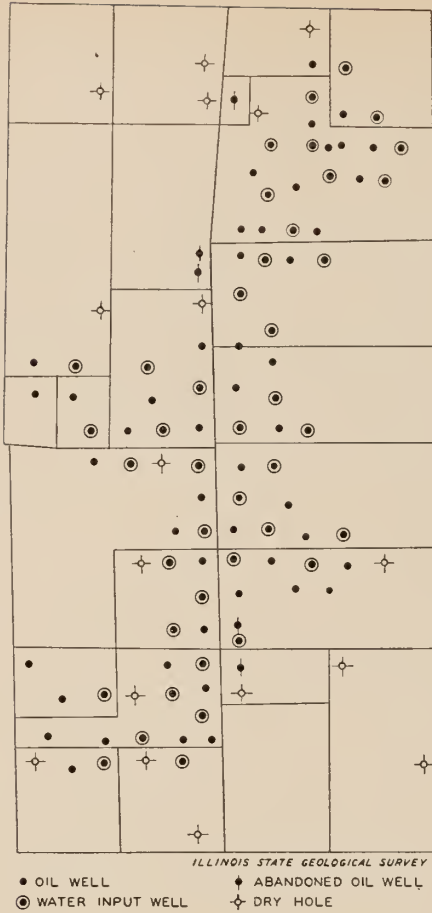 ILLINOIS STATE GEOLOGICAL SURVEY
OIL WELL ABANDONED OIL WELL
WATER INPUT WELL DRY HOLE